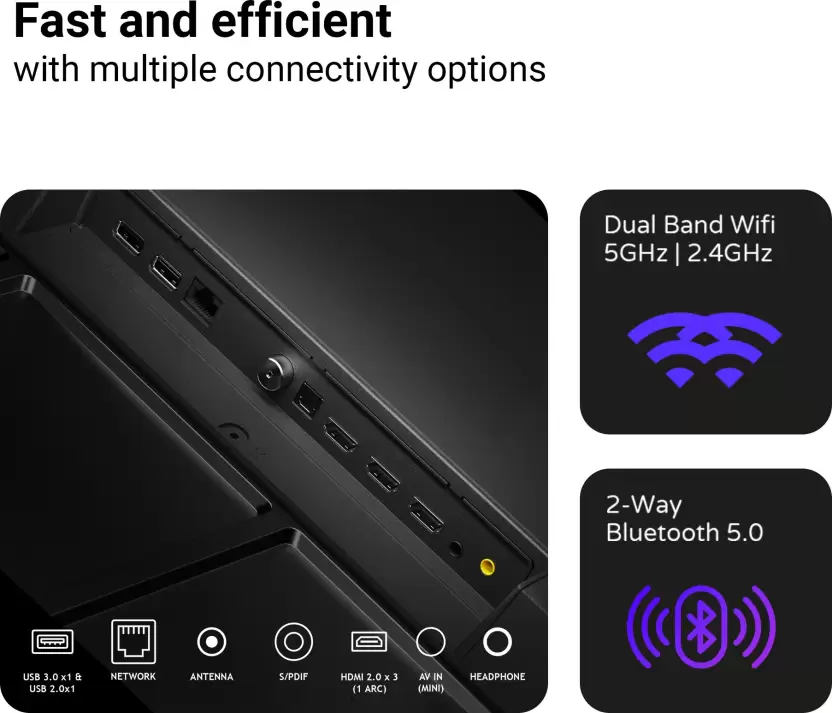 Fast and efficient
with multiple connectivity options
Dual Band Wifi
5GHz | 2.4GHz
2-Way
Bluetooth 5.0
USB 3.0 x1 &
USB 2.0x1
NETWORK
ANTENNA
S/PDIF
HDMI 2.0 x 3
(1 ARC)
AV IN
(MINI)
HEADPHONE